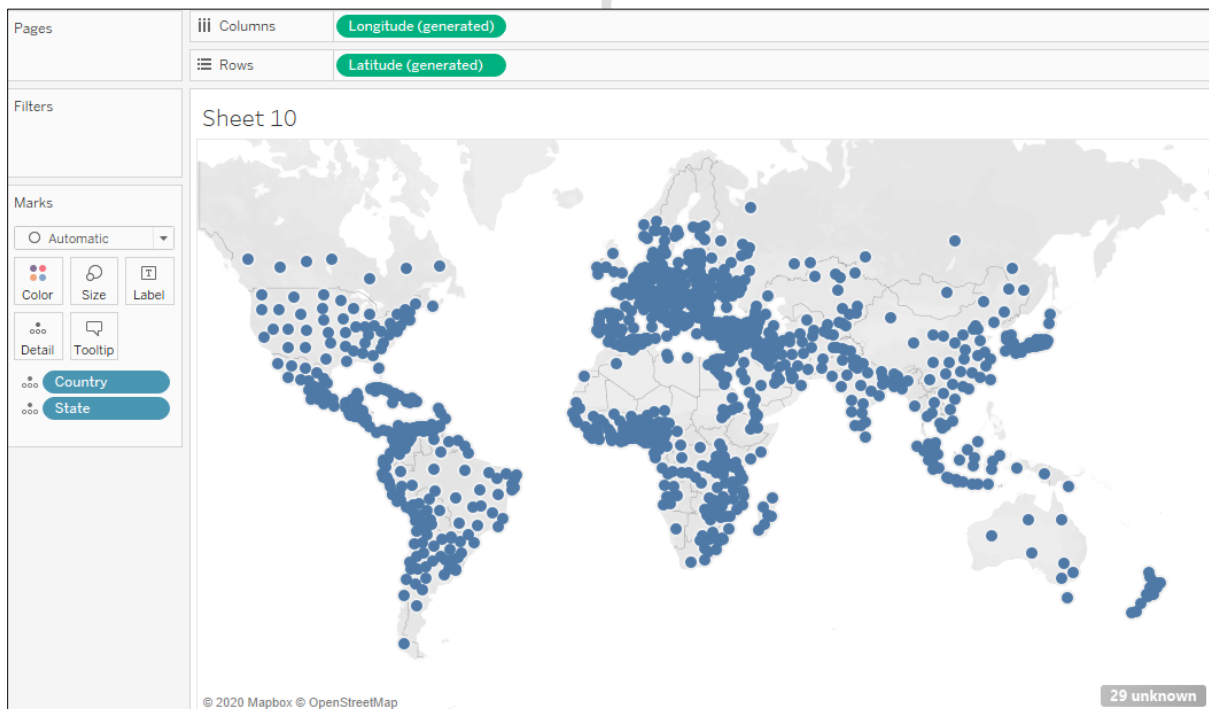 Pages
Columns
Longitude (generated)
Rows
Latitude (generated)
Filters
Sheet 10
Marks
Automatic
Color
Size
T
Label
Detail
Tooltip
Country
State
© 2020 Mapbox © OpenStreetMap
29 unknown